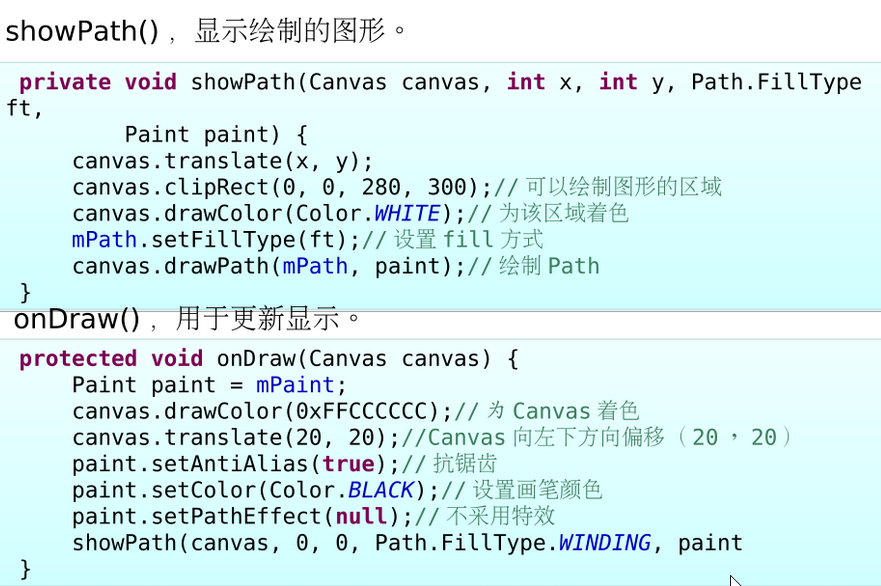 showPath() ，显示绘制的图形。
private void showPath(Canvas canvas, int x, int y, Path.FillType
ft,
Paint paint) {
canvas.translate(x, y);
canvas.clipRect(0, 0, 280, 300);// 可以绘制图形的区域
canvas.drawColor(Color.WHITE);// 为该区域着色
mPath.setFillType(ft);// 设置 fill 方式
canvas.drawPath(mPath, paint);// 绘制 Path
}
onDraw() ，用于更新显示。
protected void onDraw(Canvas canvas) {
Paint paint = mPaint;
canvas.drawColor(0xFFCCCCCC);// 为 Canvas 着色
canvas.translate(20, 20);//Canvas 向左下方向偏移（20，20）
paint.setAntiAlias(true);// 抗锯齿
paint.setColor(Color.BLACK);// 设置画笔颜色
paint.setPathEffect(null);// 不采用特效
showPath(canvas, 0, 0, Path.FillType.WINDING, paint
}